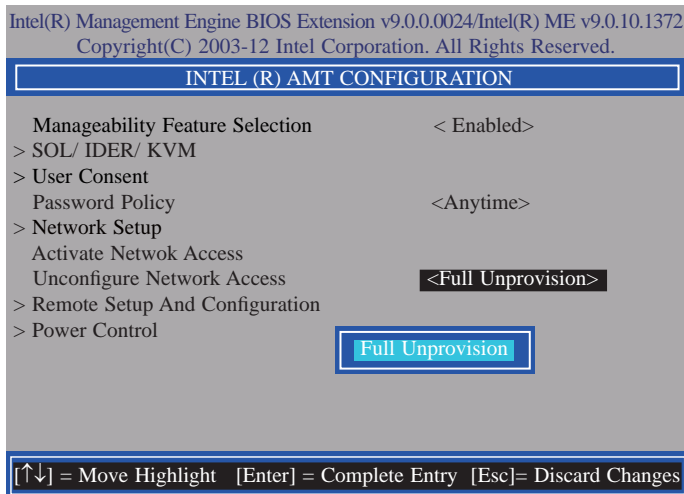 Intel(R) Management Engine BIOS Extension v9.0.0.0024/Intel(R) ME v9.0.10.1372
Copyright(C) 2003-12 Intel Corporation. All Rights Reserved.
INTEL (R) AMT CONFIGURATION
Manageability Feature Selection < Enabled>
> SOL/ IDER/ KVM
> User Consent
Password Policy <Anytime>
> Network Setup
Activate Netwok Access
Unconfigure Network Access <Full Unprovision>
> Remote Setup And Configuration
> Power Control
Full Unprovision
[↑↓] = Move Highlight [Enter] = Complete Entry [Esc]= Discard Changes